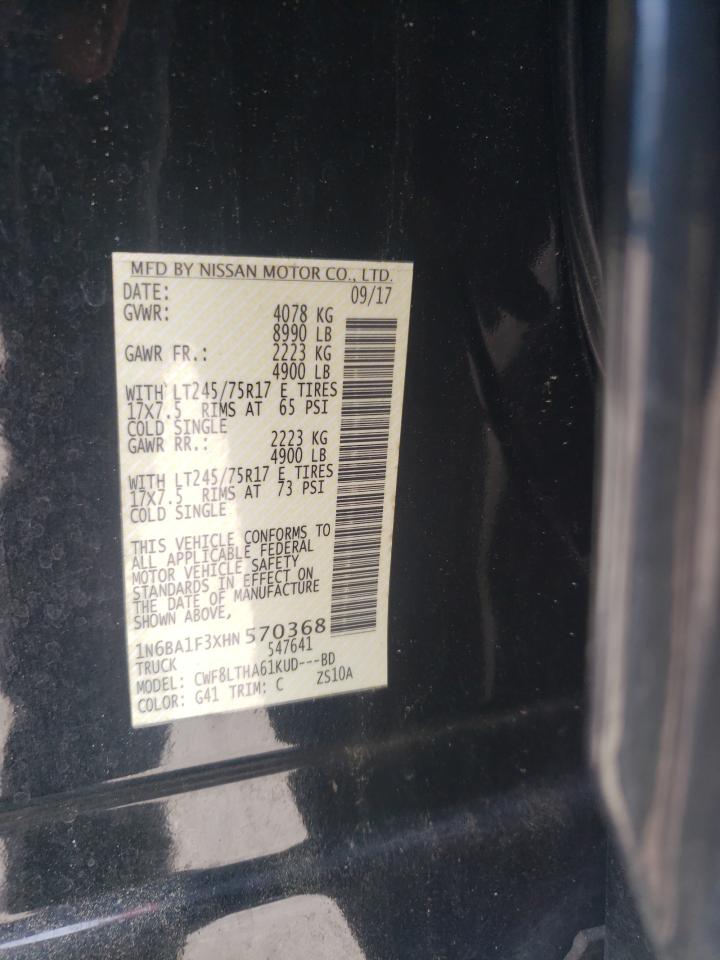 MFD BY NISSAN MOTOR CO., LTD.
DATE: 09/17
GVWR: 4078 KG
8990 LB
GAWR FR.: 2223 KG
4900 LB
WITH LT245/75R17 E TIRES
17X7.5 RIMS AT 65 PSI
COLD SINGLE
GAWR RR.: 2223 KG
4900 LB
WITH LT245/75R17 E TIRES
17X7.5 RIMS AT 73 PSI
COLD SINGLE
THIS VEHICLE CONFORMS TO
ALL APPLICABLE FEDERAL
MOTOR VEHICLE SAFETY
STANDARDS IN EFFECT ON
THE DATE OF MANUFACTURE
SHOWN ABOVE,
1N6BA1F3XHN570368
TRUCK 547641
MODEL: CWF8LTHA61KUD---BD
COLOR: G41 TRIM: C ZS10A